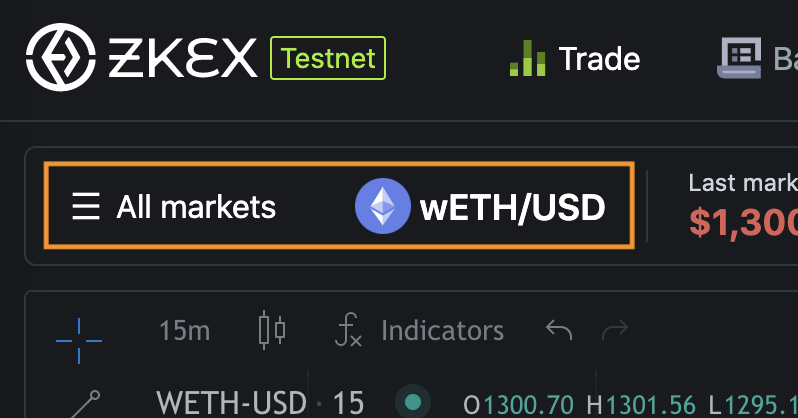 ZKEX Testnet Trade Ba
All markets wETH/USD Last mark
$1,300
15m Indicators
WETH-USD · 15 O1300.70 H1301.56 L1295.1